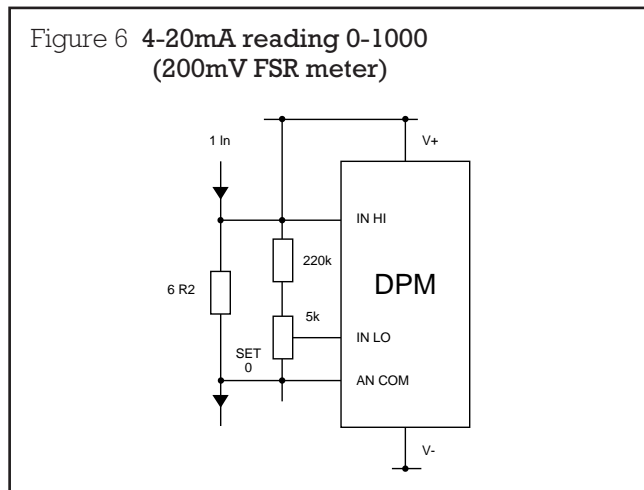 Figure 6 4-20mA reading 0-1000
(200mV FSR meter)
1 In
V+
IN HI
220k
DPM
6 R2
5k
IN LO
SET
0
AN COM
V-